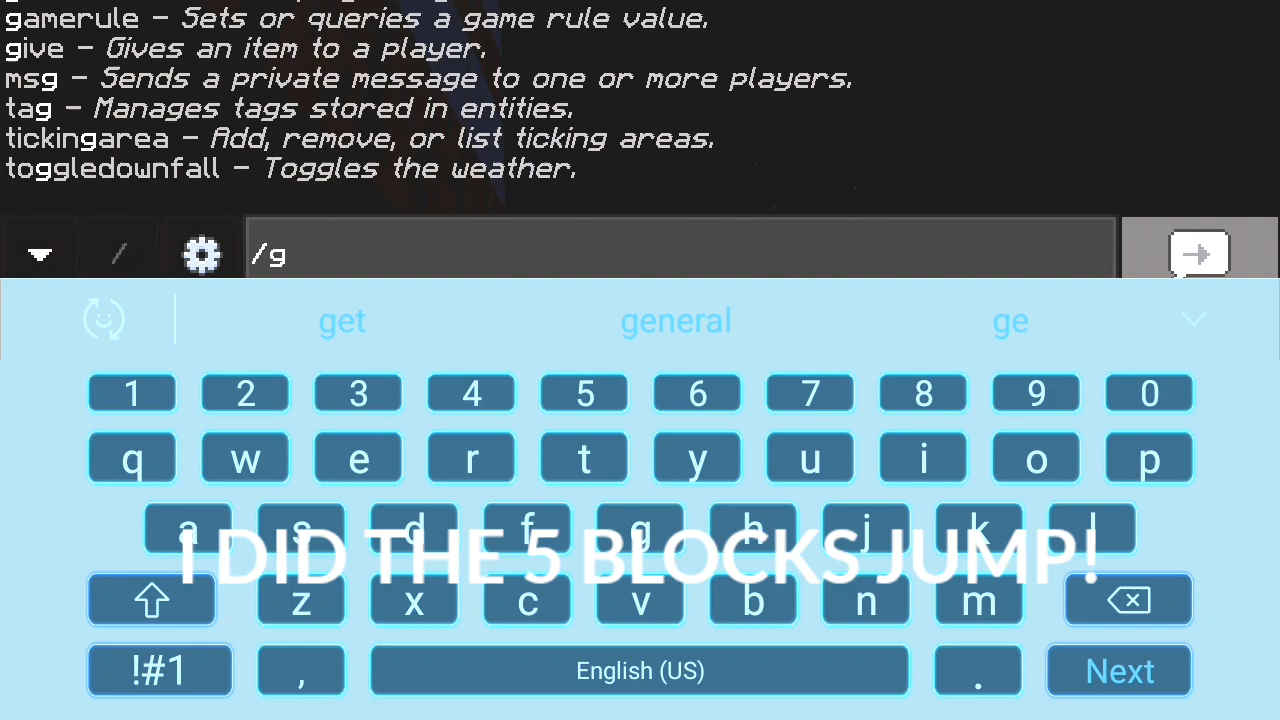 gamerule – Sets or queries a game rule value.
give – Gives an item to a player.
msg – Sends a private message to one or more players.
tag – Manages tags stored in entities.
tickingarea – Add, remove, or list ticking areas.
toggledownfall – Toggles the weather.
/ /g
get general ge
1 2 3 4 5 6 7 8 9 0
q w e r t y u i o p
a s d f g h j k l
I DID THE 5 BLOCKS JUMP!
z x c v b n m
!#1 , English (US) . Next